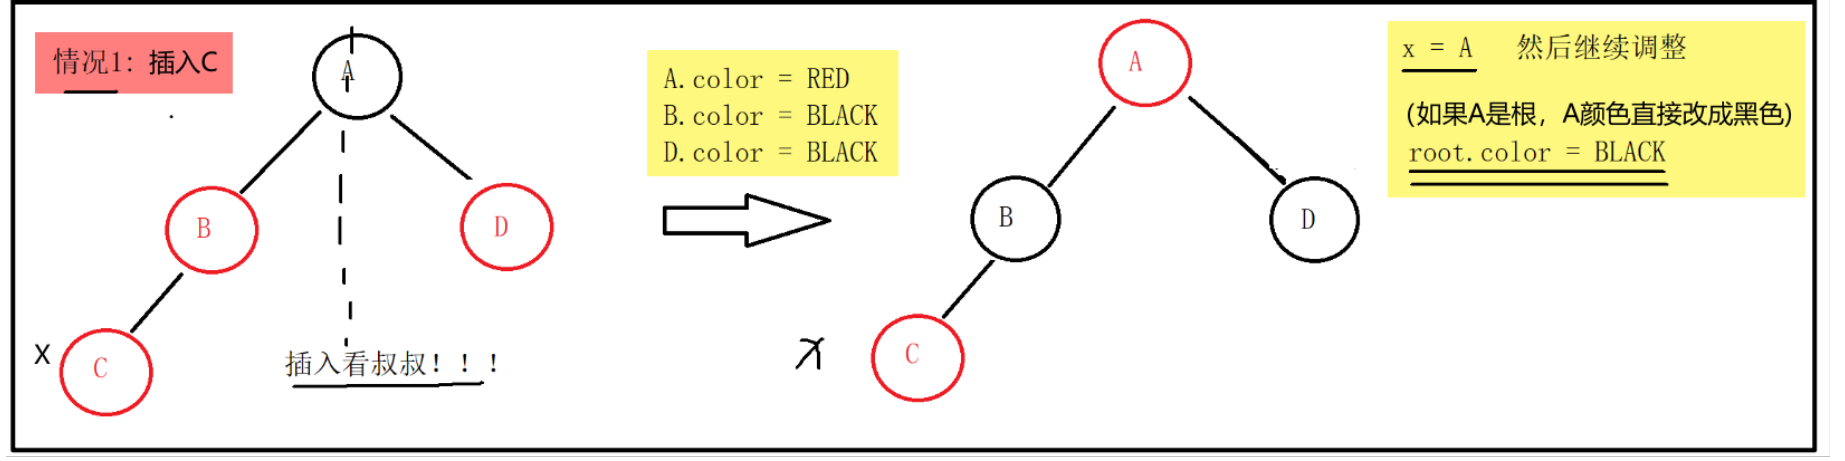 情况1: 插入C
A
B
D
X
C
插入看叔叔！！！
A.color = RED
B.color = BLACK
D.color = BLACK
A
B
D
X
C
x = A 然后继续调整
(如果A是根，A颜色直接改成黑色)
root.color = BLACK